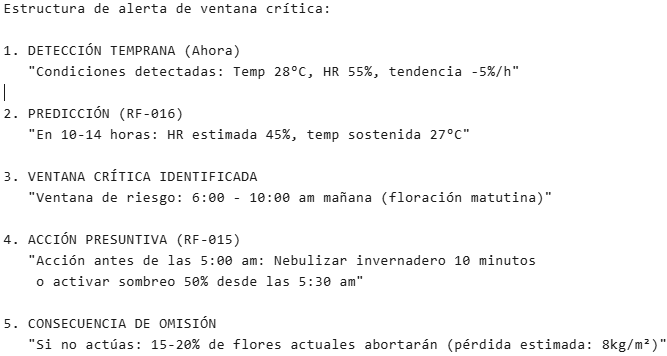 Estructura de alerta de ventana crítica:
1. DETECCIÓN TEMPRANA (Ahora)
"Condiciones detectadas: Temp 28ºC, HR 55%, tendencia -5%/h"
2. PREDICCIÓN (RF-016)
"En 10-14 horas: HR estimada 45%, temp sostenida 27ºC"
3. VENTANA CRÍTICA IDENTIFICADA
"Ventana de riesgo: 6:00 - 10:00 am mañana (floración matutina)"
4. ACCIÓN PRESUNTIVA (RF-015)
"Acción antes de las 5:00 am: Nebulizar invernadero 10 minutos
o activar sombreo 50% desde las 5:30 am"
5. CONSECUENCIA DE OMISIÓN
"Si no actúas: 15-20% de flores actuales abortarán (pérdida estimada: 8kg/m²)"